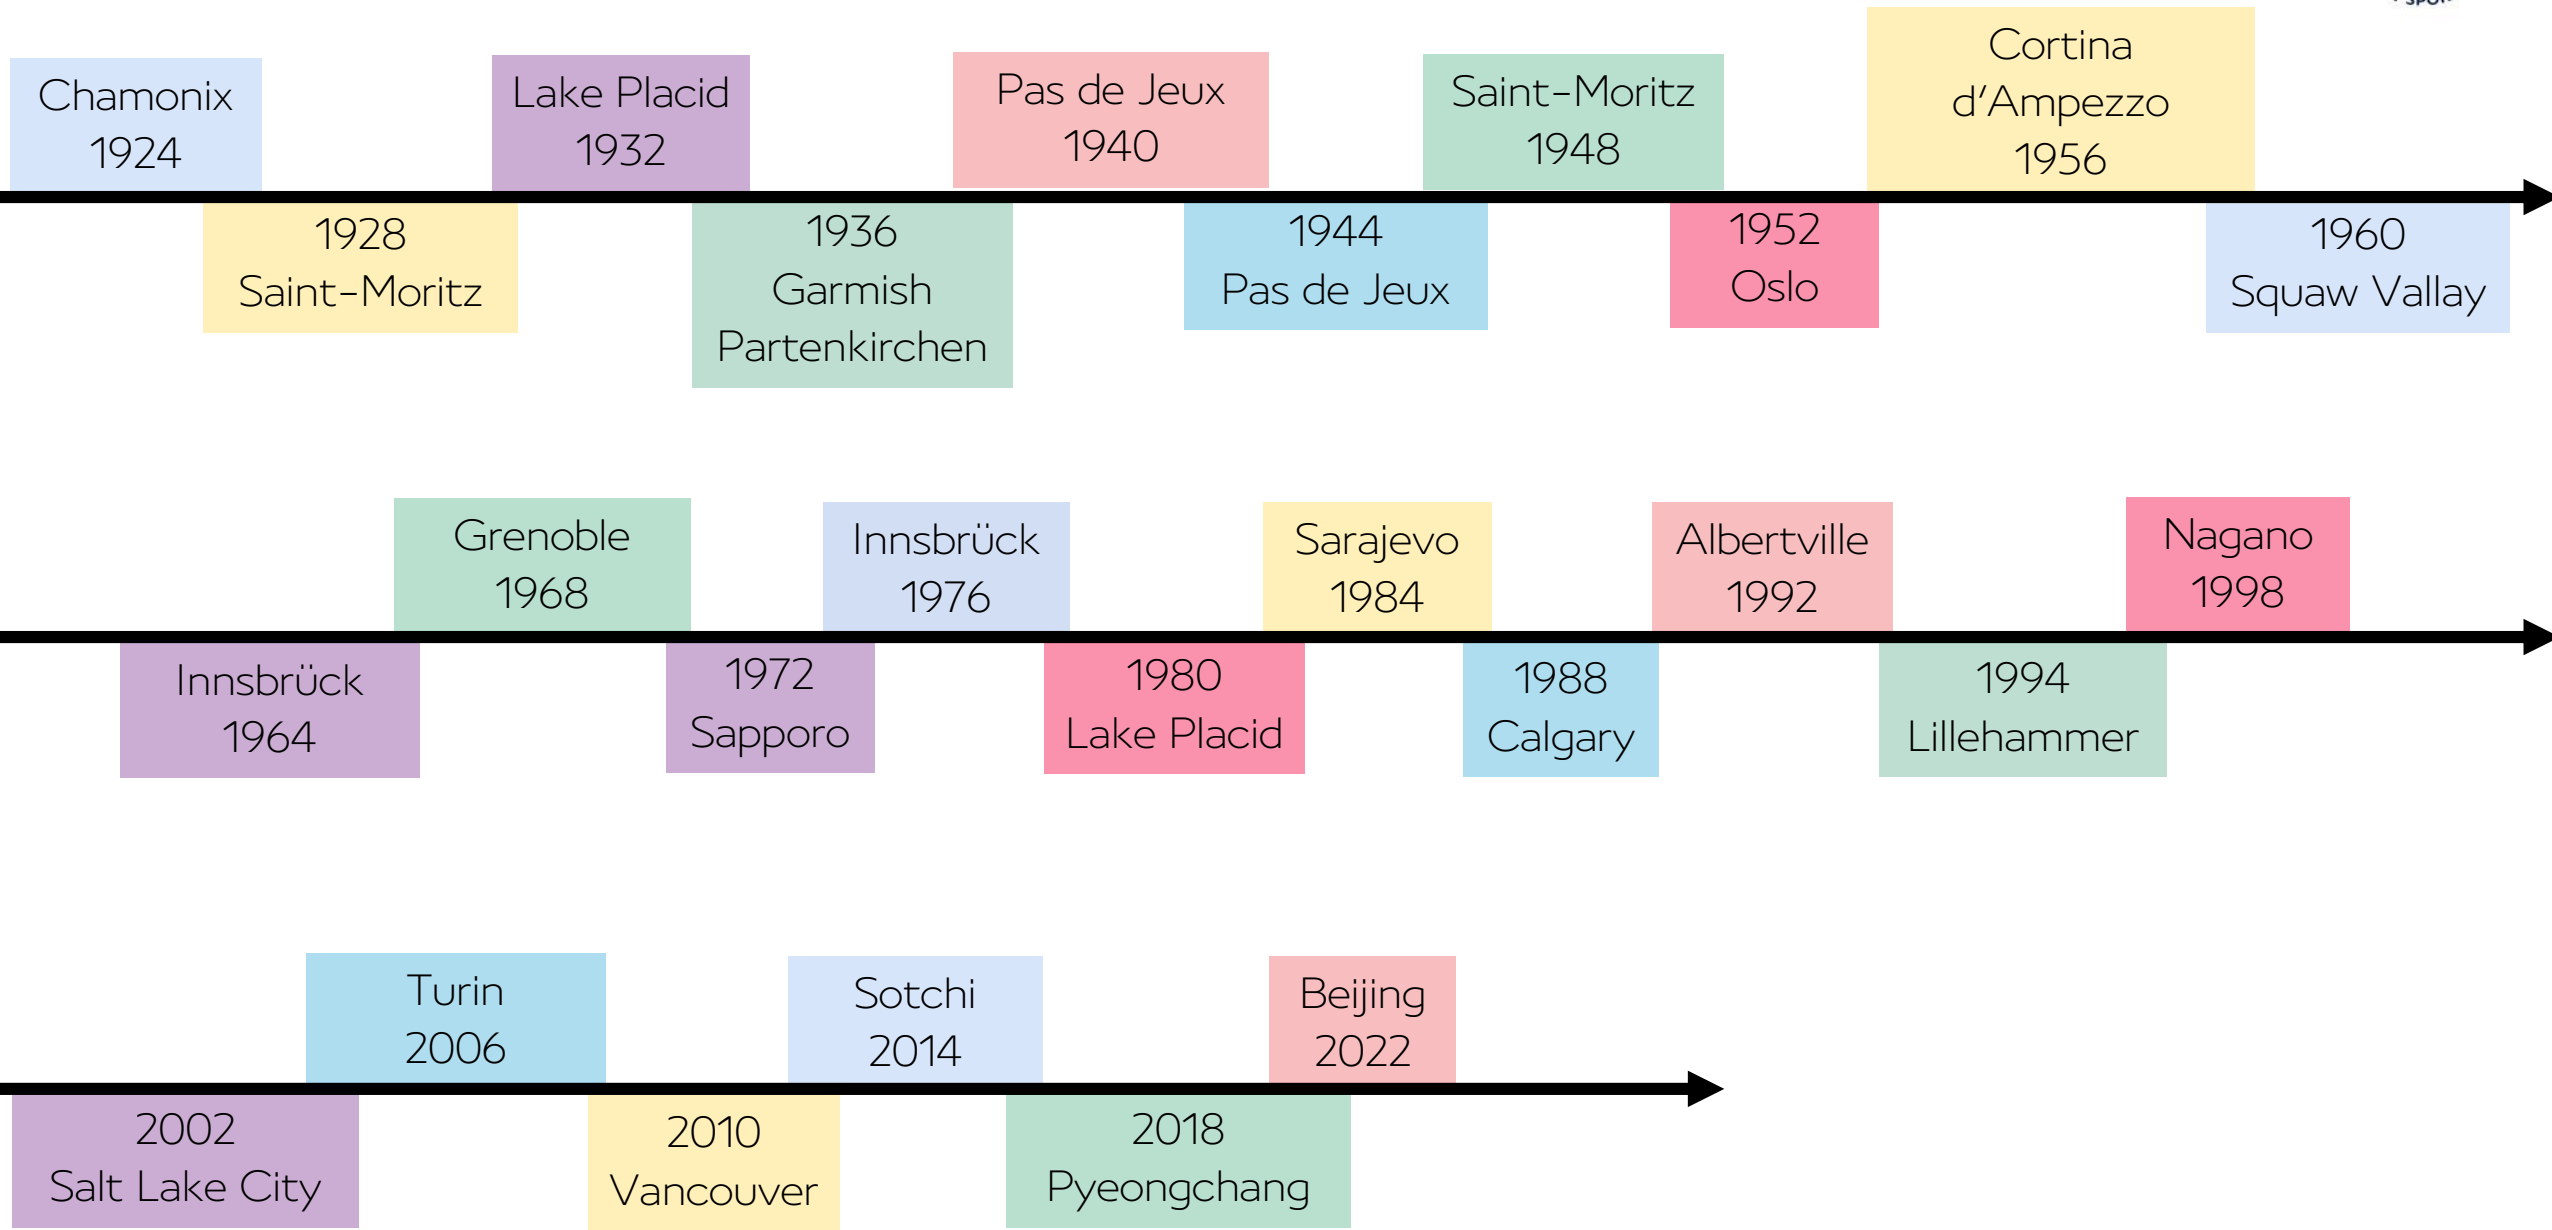 Chamonix
1924
1928
Saint-Moritz
Lake Placid
1932
1936
Garmish
Partenkirchen
Pas de Jeux
1940
1944
Pas de Jeux
Saint-Moritz
1948
1952
Oslo
Cortina
d'Ampezzo
1956
1960
Squaw Vallay
Innsbrück
1964
Grenoble
1968
1972
Sapporo
Innsbrück
1976
1980
Lake Placid
Sarajevo
1984
1988
Calgary
Albertville
1992
1994
Lillehammer
Nagano
1998
2002
Salt Lake City
Turin
2006
2010
Vancouver
Sotchi
2014
2018
Pyeongchang
Beijing
2022